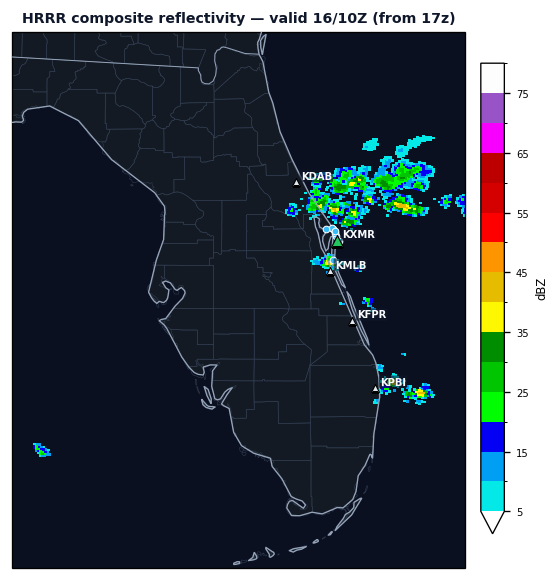 HRRR composite reflectivity — valid 16/10Z (from 17z)
75
65
KDAB
55
KXMR
dBZ
45
KMLB
KFPR
35
KPBI
25
15
5